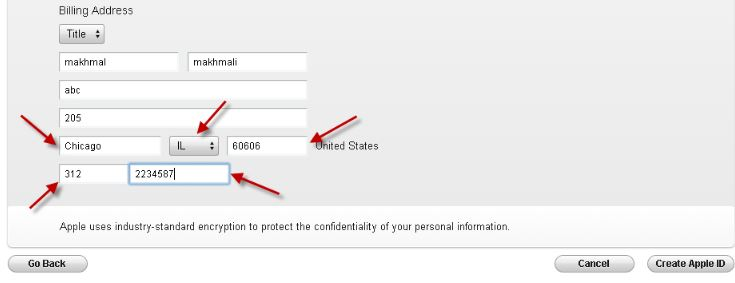 Billing Address
Title
makhmal makhmali
abc
205
Chicago IL 60606 United States
312 2234587
Apple uses industry-standard encryption to protect the confidentiality of your personal information.
Go Back Cancel Create Apple ID